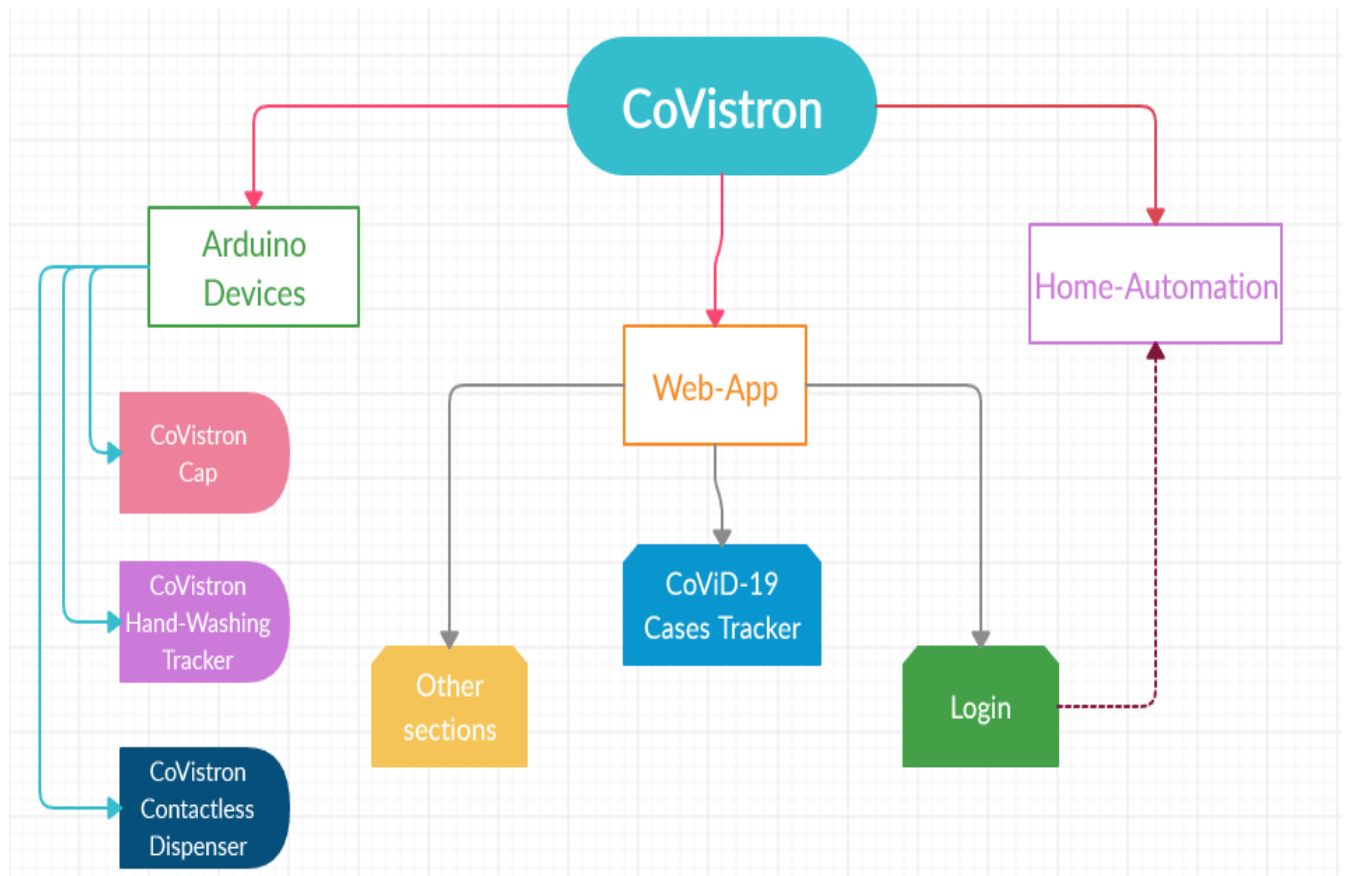 CoVistron
Arduino
Devices
Home-Automation
Web-App
CoVistron
Cap
CoVistron
Hand-Washing
Tracker
CoVistron
Contactless
Dispenser
Other
sections
CoViD-19
Cases Tracker
Login